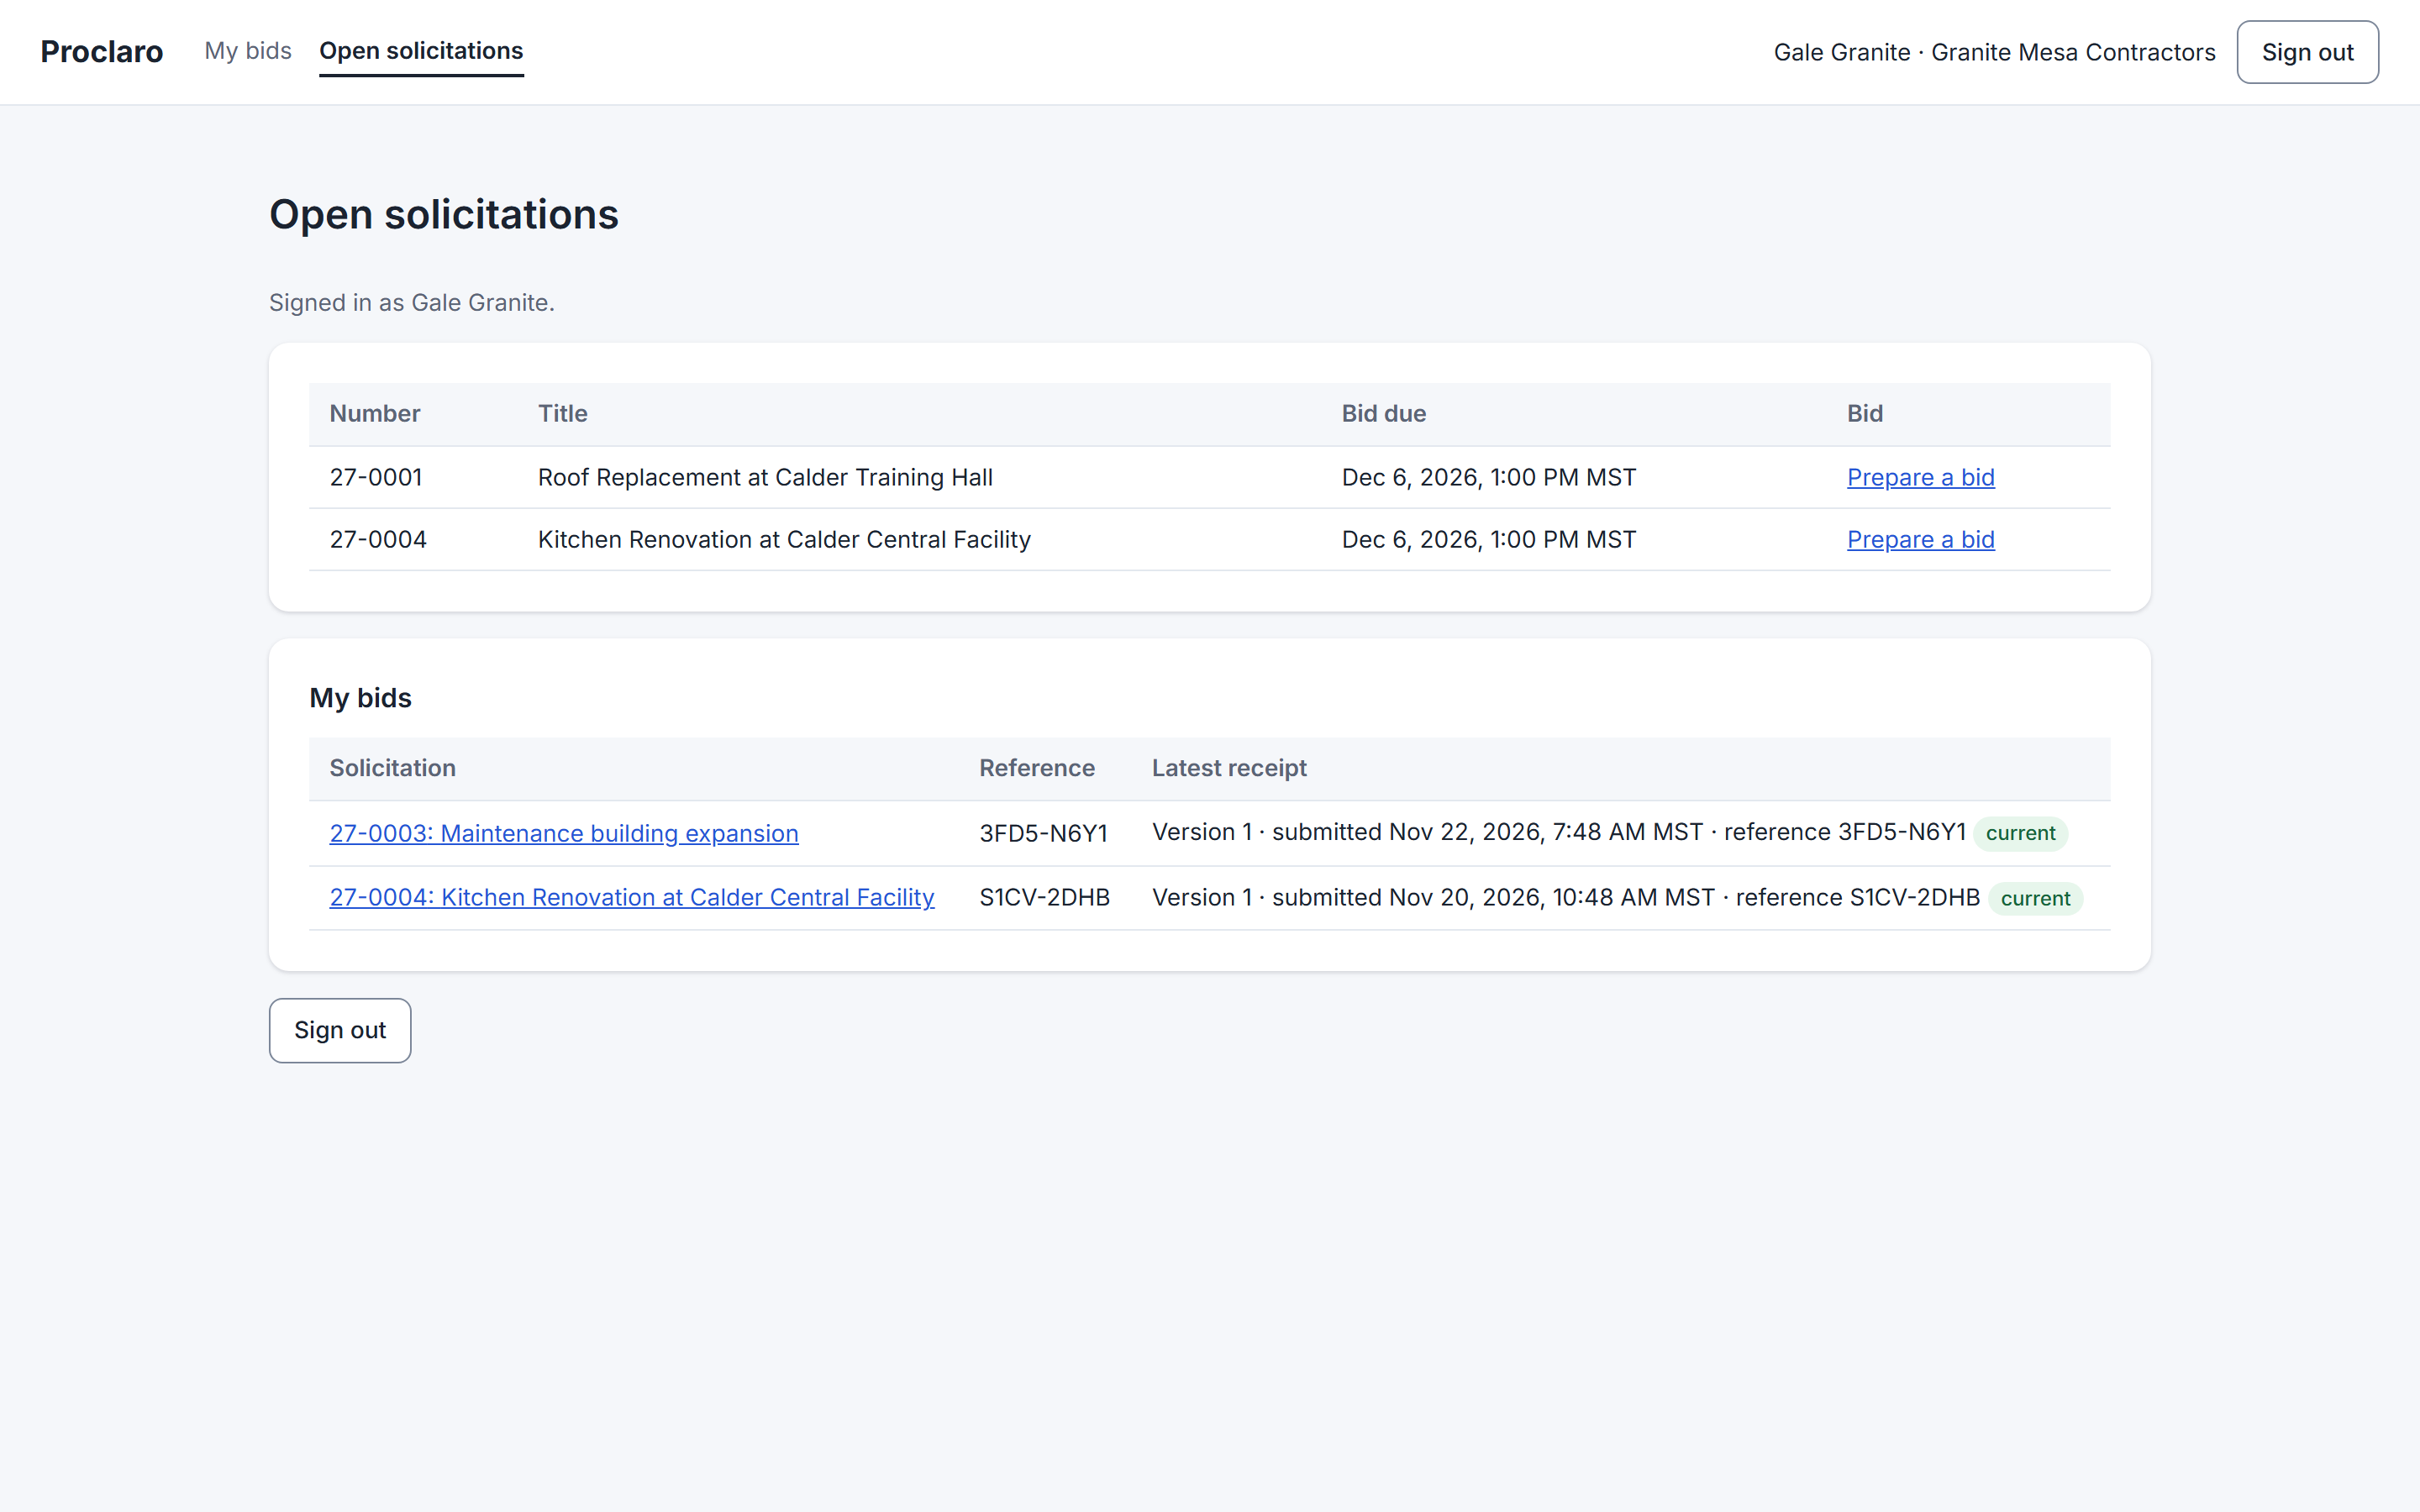 Proclaro My bids Open solicitations Gale Granite · Granite Mesa Contractors Sign out
Open solicitations
Signed in as Gale Granite.
Number Title Bid due Bid
27-0001 Roof Replacement at Calder Training Hall Dec 6, 2026, 1:00 PM MST Prepare a bid
27-0004 Kitchen Renovation at Calder Central Facility Dec 6, 2026, 1:00 PM MST Prepare a bid
My bids
Solicitation Reference Latest receipt
27-0003: Maintenance building expansion 3FD5-N6Y1 Version 1 · submitted Nov 22, 2026, 7:48 AM MST · reference 3FD5-N6Y1 current
27-0004: Kitchen Renovation at Calder Central Facility S1CV-2DHB Version 1 · submitted Nov 20, 2026, 10:48 AM MST · reference S1CV-2DHB current
Sign out